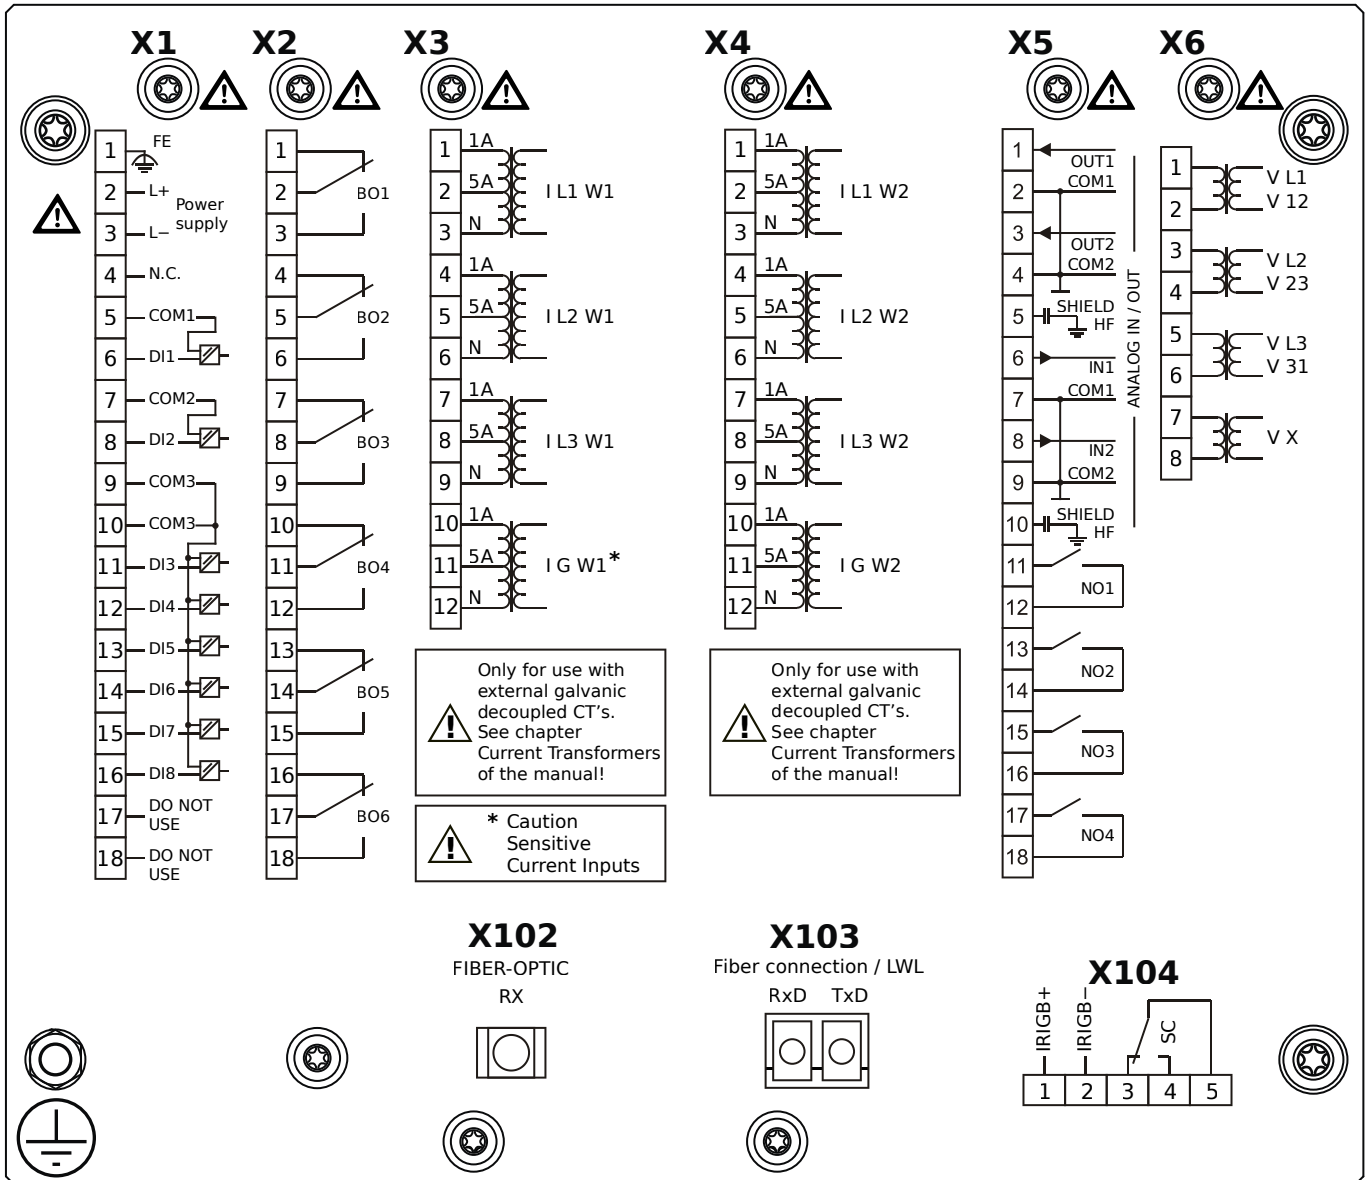 X1 X2 X3 X4 X5 X6
1 FE
2 L+ Power
3 L− supply
4 N.C.
5 COM1
6 DI1
7 COM2
8 DI2
9 COM3
10 COM3
11 DI3
12 DI4
13 DI5
14 DI6
15 DI7
16 DI8
17 DO NOT
USE
18 DO NOT
USE
1
2 BO1
3
4
5 BO2
6
7
8 BO3
9
10
11 BO4
12
13
14 BO5
15
16
17 BO6
18
1 1A
2 5A I L1 W1
3 N
4 1A
5 5A I L2 W1
6 N
7 1A
8 5A I L3 W1
9 N
10 1A
11 5A I G W1*
12 N
Only for use with
external galvanic
decoupled CT's.
See chapter
Current Transformers
of the manual!
* Caution
Sensitive
Current Inputs
1 1A
2 5A I L1 W2
3 N
4 1A
5 5A I L2 W2
6 N
7 1A
8 5A I L3 W2
9 N
10 1A
11 5A I G W2
12 N
Only for use with
external galvanic
decoupled CT's.
See chapter
Current Transformers
of the manual!
1 OUT1
2 COM1
3 OUT2
4 COM2
5 SHIELD
HF
6 IN1
7 COM1
8 IN2
9 COM2
10 SHIELD
HF
ANALOG IN / OUT
11
NO1
12
13
NO2
14
15
NO3
16
17
NO4
18
1 V L1
2 V 12
3 V L2
4 V 23
5 V L3
6 V 31
7
V X
8
X102
FIBER-OPTIC
RX
X103
Fiber connection / LWL
RxD TxD
X104
IRIGB+ IRIGB− SC
1 2 3 4 5